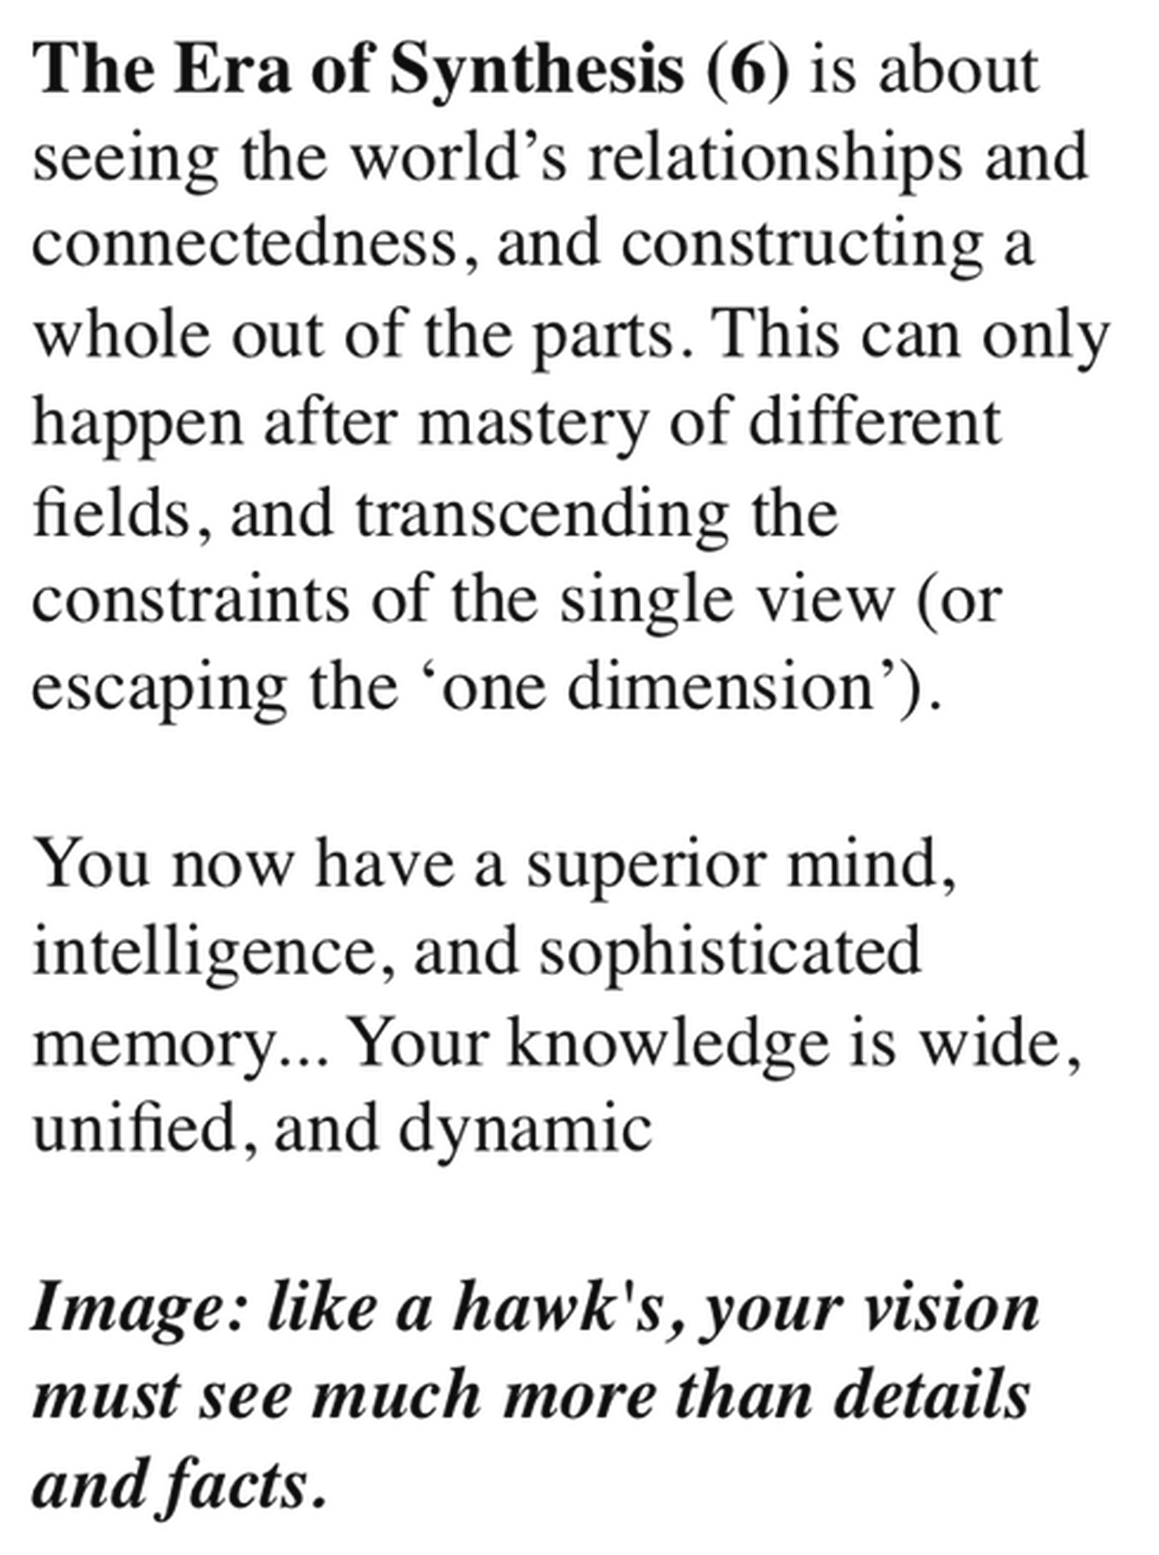 The Era of Synthesis (6) is about
seeing the world’s relationships and
connectedness, and constructing a
whole out of the parts. This can only
happen after mastery of different
fields, and transcending the
constraints of the single view (or
escaping the ‘one dimension’).
You now have a superior mind,
intelligence, and sophisticated
memory... Your knowledge is wide,
unified, and dynamic
Image: like a hawk's, your vision
must see much more than details
and facts.